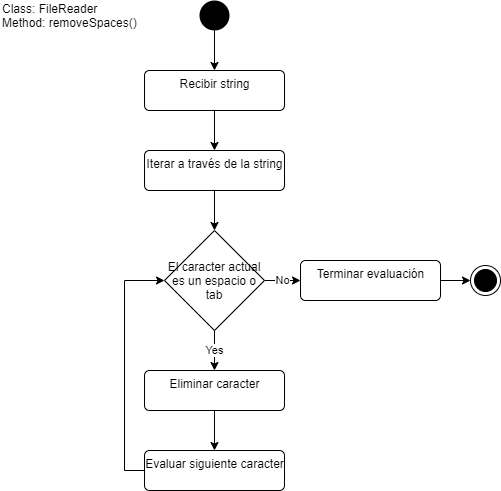 Class: FileReader
Method: removeSpaces()
Recibir string
Iterar a través de la string
El caracter actual
es un espacio o
tab
No
Terminar evaluación
Yes
Eliminar caracter
Evaluar siguiente caracter